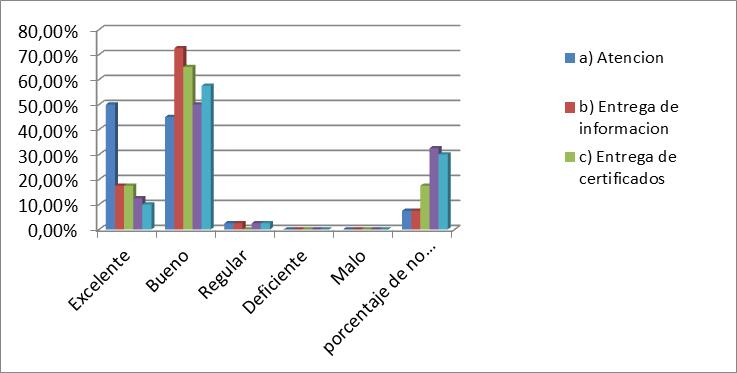 80,00%
70,00%
60,00%
50,00%
40,00%
30,00%
20,00%
10,00%
0,00%
Excelente
Bueno
Regular
Deficiente
Malo
porcentaje de no...
a) Atencion
b) Entrega de
informacion
c) Entrega de
certificados